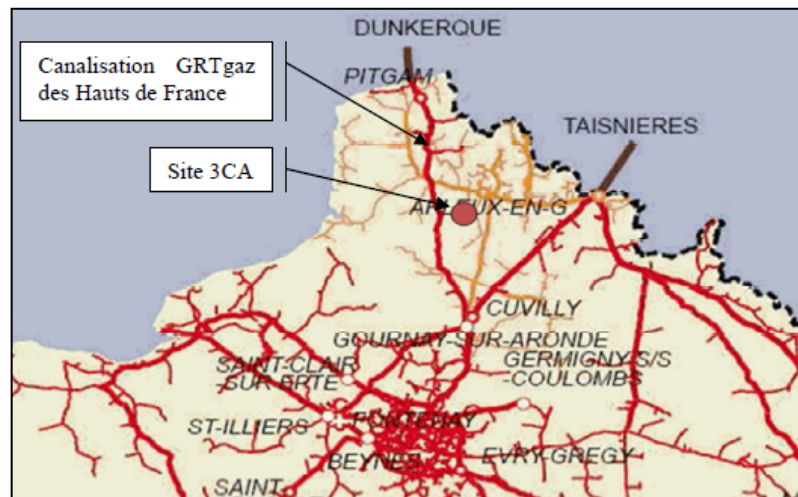 DUNKERQUE
Canalisation GRTgaz
des Hauts de France
PITGAM
TAISNIERES
Site 3CA
CUVILLY
GOURNAY-SUR-ARONDE
SAINT-CLAIR
-SUR EPTE
GERMIGNY-S/S
-COULOMBS
ST-ILLIERS
FONTENAY
BEYNES
EVRY-GREGY
SAINT